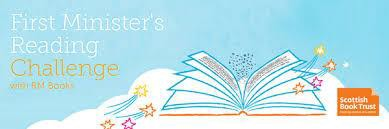 First Minister's
Reading
Challenge
with RM Books
Scottish
Book Trust